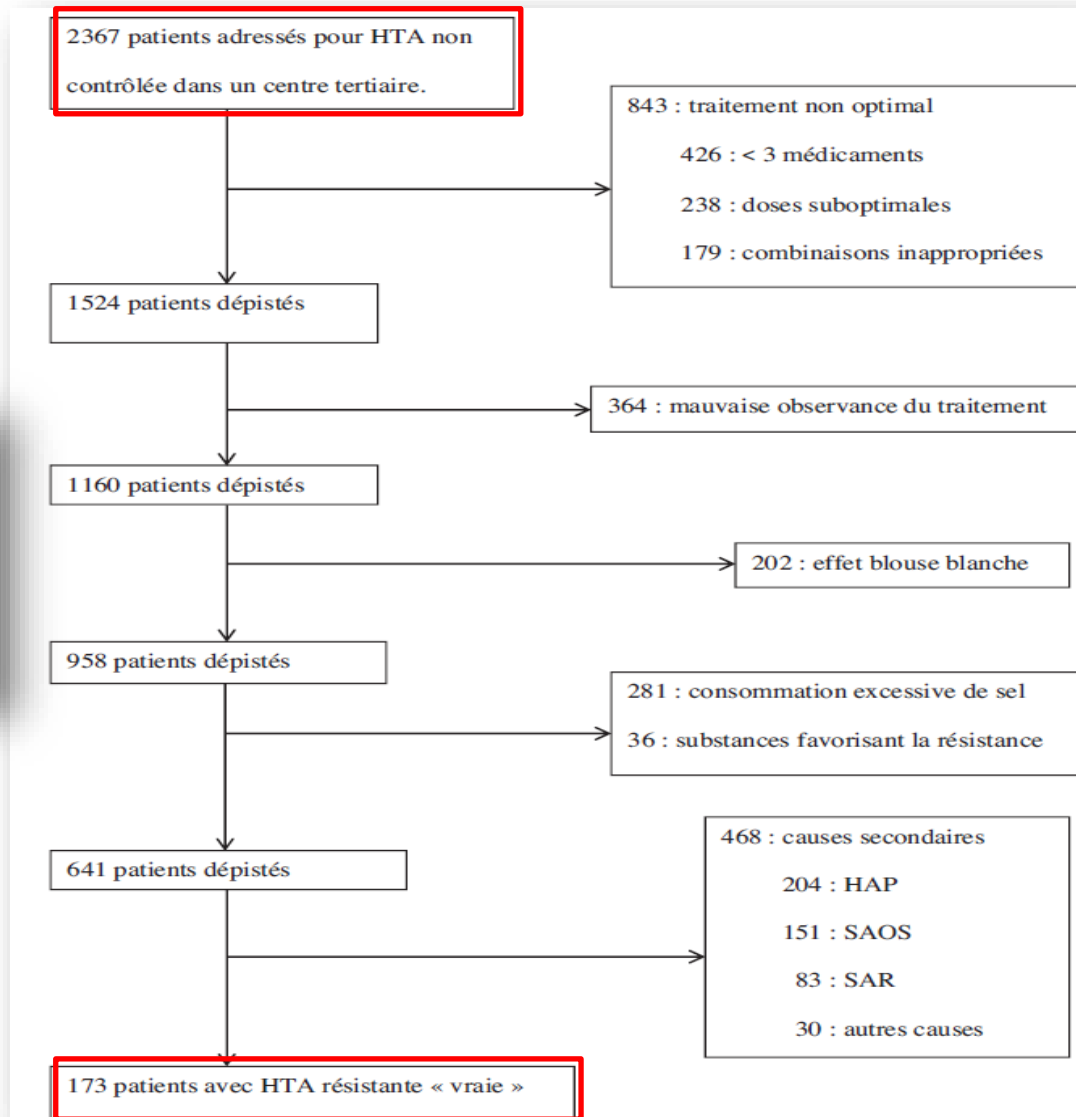 2367 patients adressés pour HTA non
contrôlée dans un centre tertiaire.
843 : traitement non optimal
426 : < 3 médicaments
238 : doses suboptimales
179 : combinaisons inappropriées
1524 patients dépistés
364 : mauvaise observance du traitement
1160 patients dépistés
202 : effet blouse blanche
958 patients dépistés
281 : consommation excessive de sel
36 : substances favorisant la résistance
641 patients dépistés
468 : causes secondaires
204 : HAP
151 : SAOS
83 : SAR
30 : autres causes
173 patients avec HTA résistante « vraie »